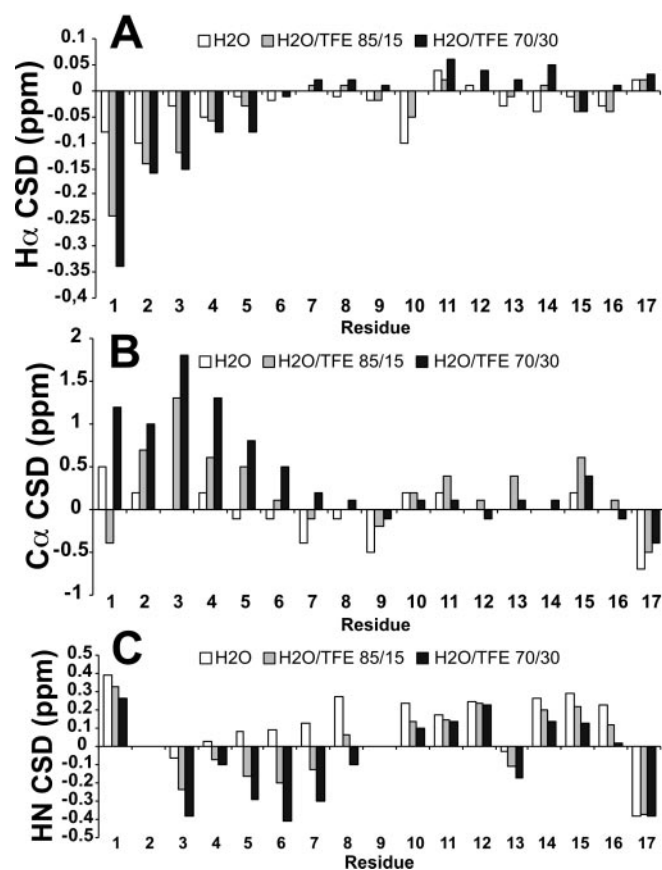 A
H2O H2O/TFE 85/15 H2O/TFE 70/30
Hα CSD (ppm)
0.1
0.05
0
-0.05
-0.1
-0.15
-0.2
-0.25
-0.3
-0.35
-0.4
1 2 3 4 5 6 7 8 9 10 11 12 13 14 15 16 17
Residue
B
H2O H2O/TFE 85/15 H2O/TFE 70/30
Cα CSD (ppm)
2
1.5
1
0.5
0
-0.5
-1
1 2 3 4 5 6 7 8 9 10 11 12 13 14 15 16 17
Residue
C
H2O H2O/TFE 85/15 H2O/TFE 70/30
HN CSD (ppm)
0.5
0.4
0.3
0.2
0.1
0
-0.1
-0.2
-0.3
-0.4
-0.5
1 2 3 4 5 6 7 8 9 10 11 12 13 14 15 16 17
Residue